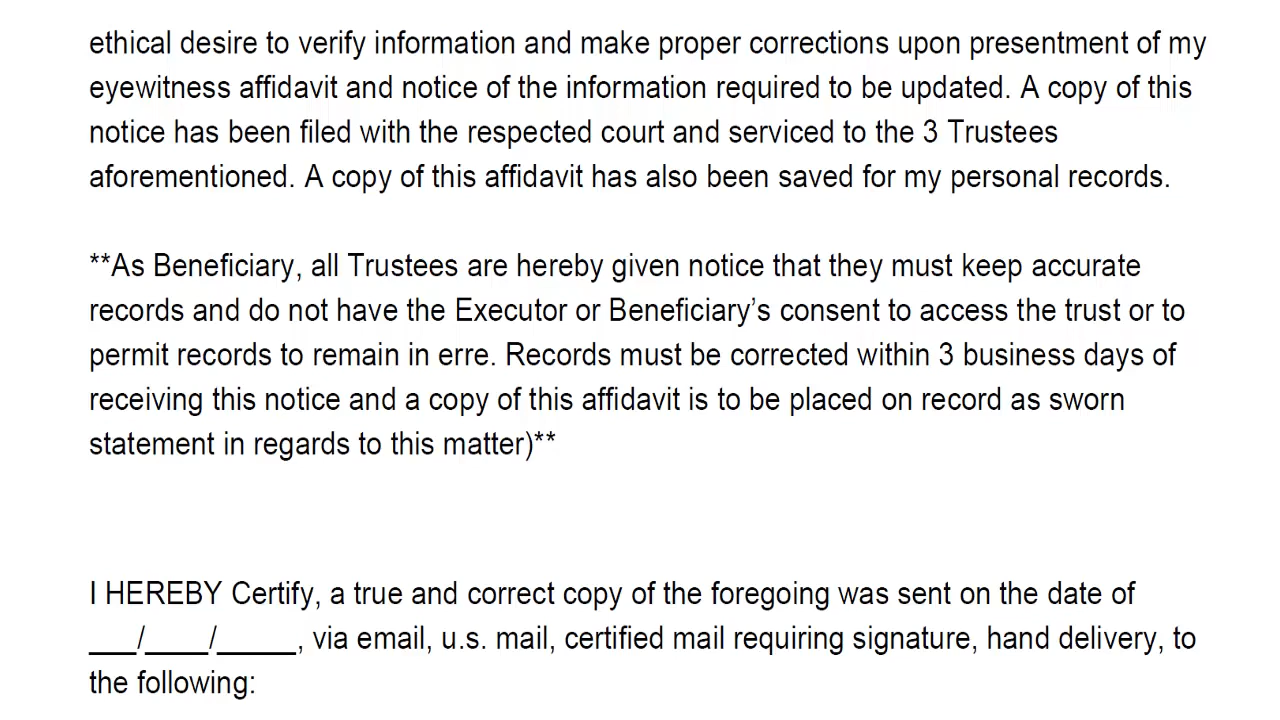 ethical desire to verify information and make proper corrections upon presentment of my
eyewitness affidavit and notice of the information required to be updated. A copy of this
notice has been filed with the respected court and serviced to the 3 Trustees
aforementioned. A copy of this affidavit has also been saved for my personal records.
**As Beneficiary, all Trustees are hereby given notice that they must keep accurate
records and do not have the Executor or Beneficiary’s consent to access the trust or to
permit records to remain in erre. Records must be corrected within 3 business days of
receiving this notice and a copy of this affidavit is to be placed on record as sworn
statement in regards to this matter)**
I HEREBY Certify, a true and correct copy of the foregoing was sent on the date of
___/____/_____, via email, u.s. mail, certified mail requiring signature, hand delivery, to
the following: